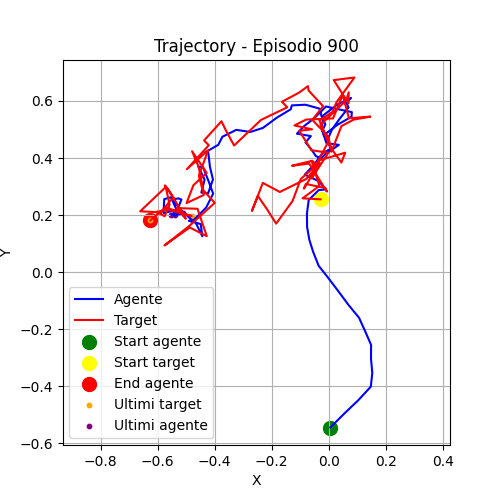 Trajectory - Episodio 900
Y
0.6
0.4
0.2
0.0
−0.2
−0.4
−0.6
Agente
Target
Start agente
Start target
End agente
Ultimi target
Ultimi agente
−0.8 −0.6 −0.4 −0.2 0.0 0.2 0.4
X